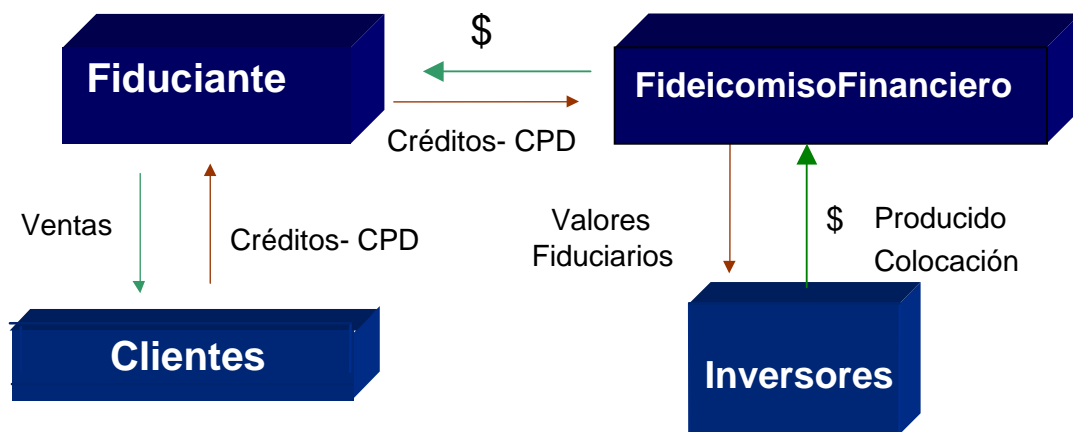 $
Fiduciante
FideicomisoFinanciero
Créditos- CPD
Ventas
Créditos- CPD
Valores
Fiduciarios
$ Producido
Colocación
Clientes
Inversores